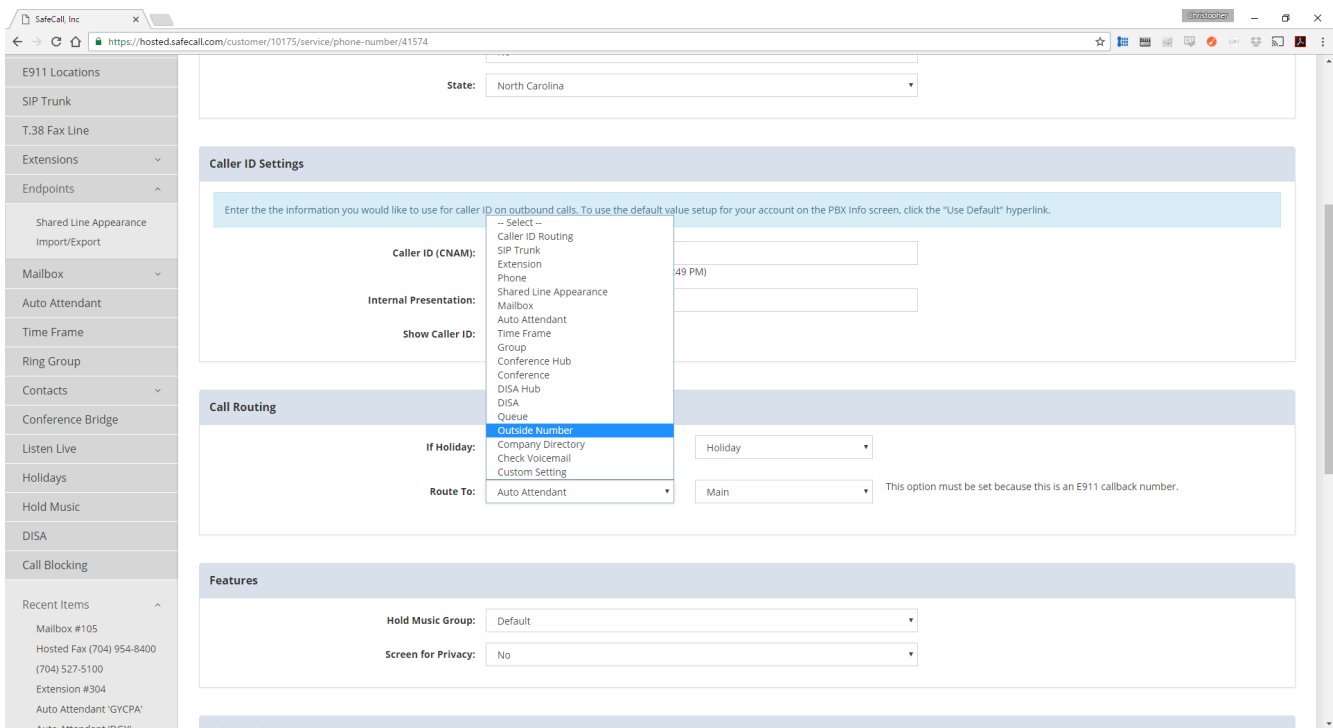 SafeCall, Inc
Christopher
https://hosted.safecall.com/customer/10175/service/phone-number/41574
E911 Locations
SIP Trunk
T.38 Fax Line
Extensions
Endpoints
Shared Line Appearance
Import/Export
Mailbox
Auto Attendant
Time Frame
Ring Group
Contacts
Conference Bridge
Listen Live
Holidays
Hold Music
DISA
Call Blocking
Recent Items
Mailbox #105
Hosted Fax (704) 954-8400
(704) 527-5100
Extension #304
Auto Attendant 'GYCPA'
State: North Carolina
Caller ID Settings
Enter the the information you would like to use for caller ID on outbound calls. To use the default value setup for your account on the PBX Info screen, click the "Use Default" hyperlink.
Caller ID (CNAM):
:49 PM)
Internal Presentation:
Show Caller ID:
-- Select --
Caller ID Routing
SIP Trunk
Extension
Phone
Shared Line Appearance
Mailbox
Auto Attendant
Time Frame
Group
Conference Hub
Conference
DISA Hub
DISA
Queue
Outside Number
Company Directory
Check Voicemail
Custom Setting
Call Routing
If Holiday: Holiday
Route To: Auto Attendant Main This option must be set because this is an E911 callback number.
Features
Hold Music Group: Default
Screen for Privacy: No